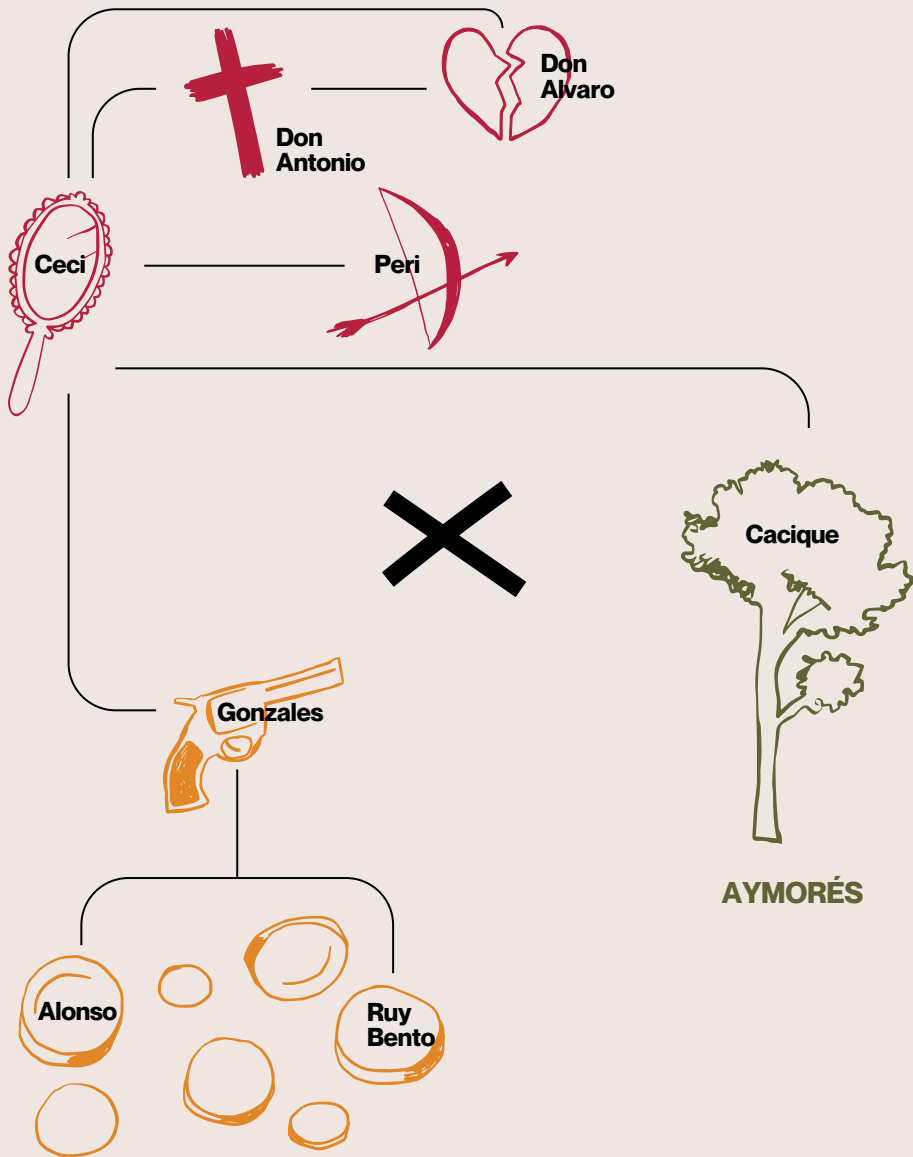 Don
Alvaro
Don
Antonio
Ceci
Peri
Cacique
Gonzales
AYMORÉS
Alonso
Ruy
Bento